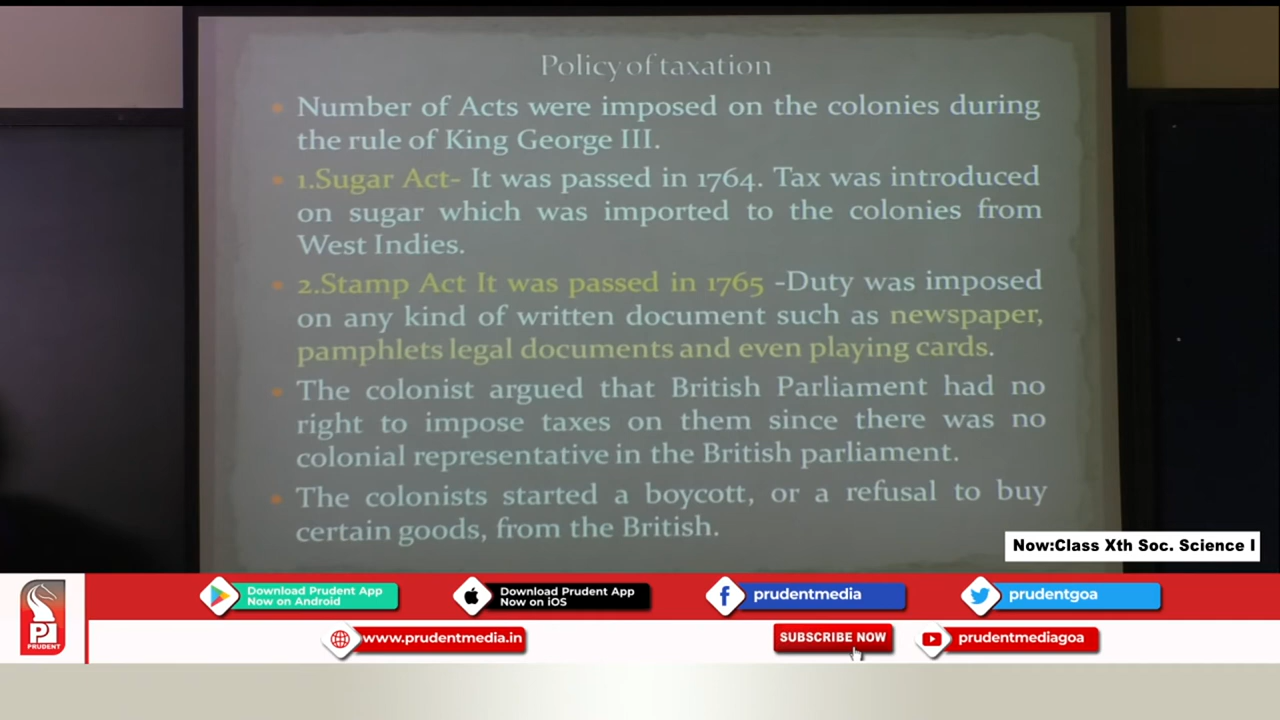 Policy of taxation
• Number of Acts were imposed on the colonies during
the rule of King George III.
• 1.Sugar Act- It was passed in 1764. Tax was introduced
on sugar which was imported to the colonies from
West Indies.
• 2.Stamp Act It was passed in 1765 -Duty was imposed
on any kind of written document such as newspaper,
pamphlets legal documents and even playing cards.
• The colonist argued that British Parliament had no
right to impose taxes on them since there was no
colonial representative in the British parliament.
• The colonists started a boycott, or a refusal to buy
certain goods, from the British.
Now:Class Xth Soc. Science I
Download Prudent App
Now on Android
Download Prudent App
Now on iOS
prudentmedia
prudentgoa
PRUDENT
www.prudentmedia.in
SUBSCRIBE NOW
prudentmediagoa